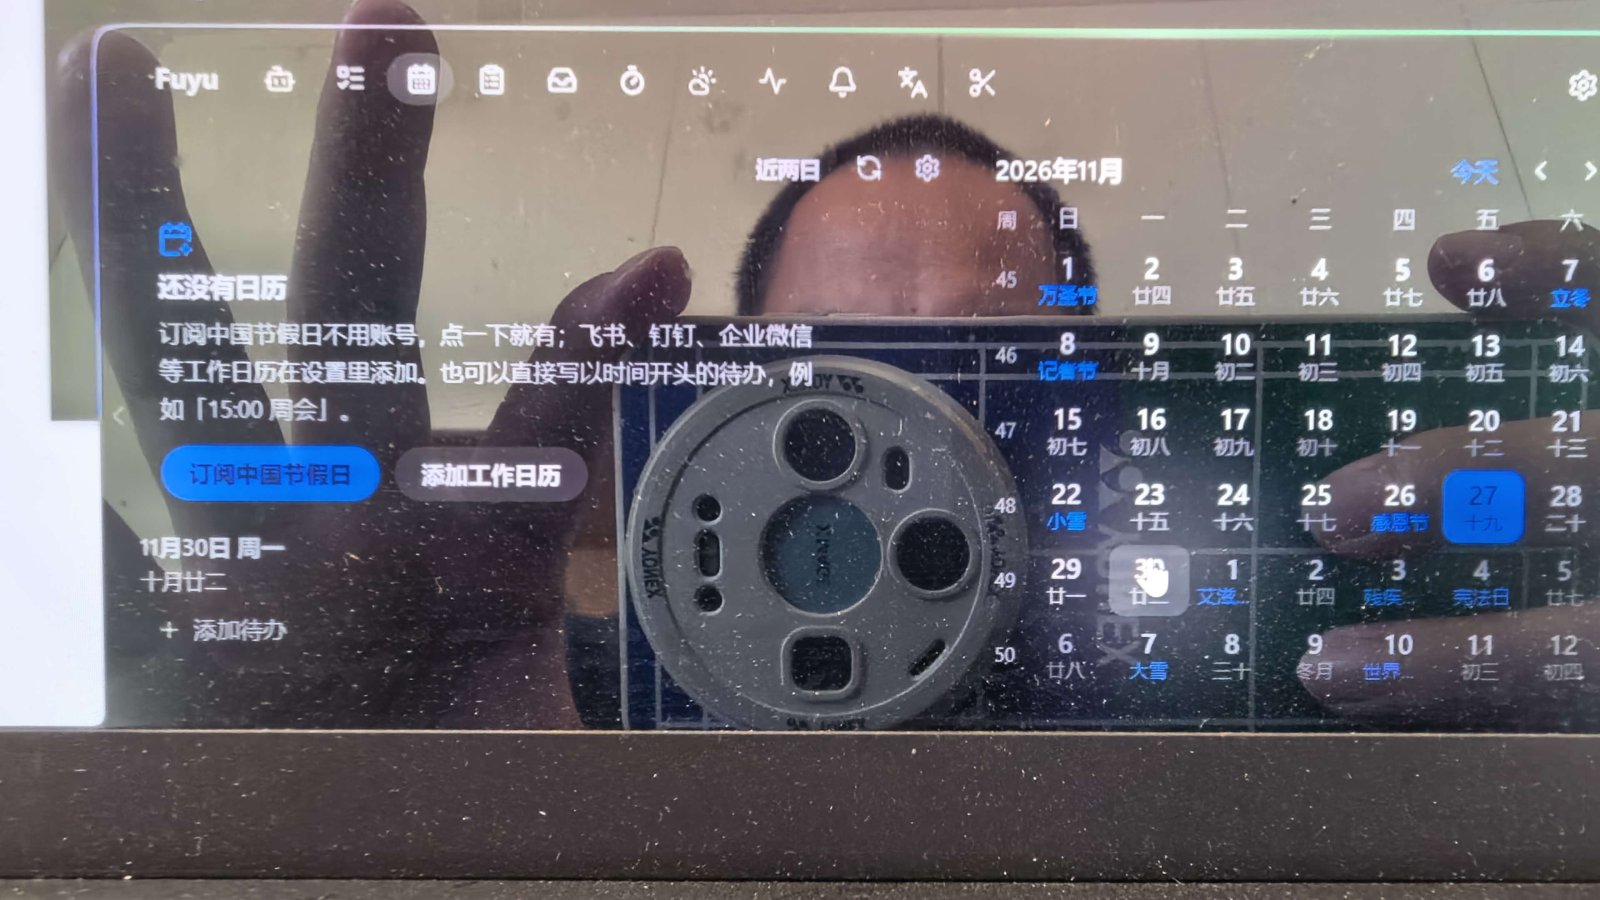 Fuyu
近两日
2026年11月
今天
周 日 一 二 三 四 五 六
45 1 2 3 4 5 6 7
万圣节 廿四 廿五 廿六 廿七 廿八 立冬
46 8 9 10 11 12 13 14
记者节 十月 初二 初三 初四 初五 初六
47 15 16 17 18 19 20 21
初七 初八 初九 初十 十一 十二 十三
48 22 23 24 25 26 27 28
小雪 十五 十六 十七 感恩节 十九 二十
49 29 30 1 2 3 4 5
廿一 廿二 艾滋... 廿四 残疾... 宪法日 廿七
50 6 7 8 9 10 11 12
廿八 大雪 三十 冬月 世界... 初三 初四
还没有日历
订阅中国节假日不用账号，点一下就有；飞书、钉钉、企业微信
等工作日历在设置里添加。也可以直接写以时间开头的待办，例
如「15:00 周会」。
订阅中国节假日
添加工作日历
11月30日 周一
十月廿二
+ 添加待办
YONEX
YONEX